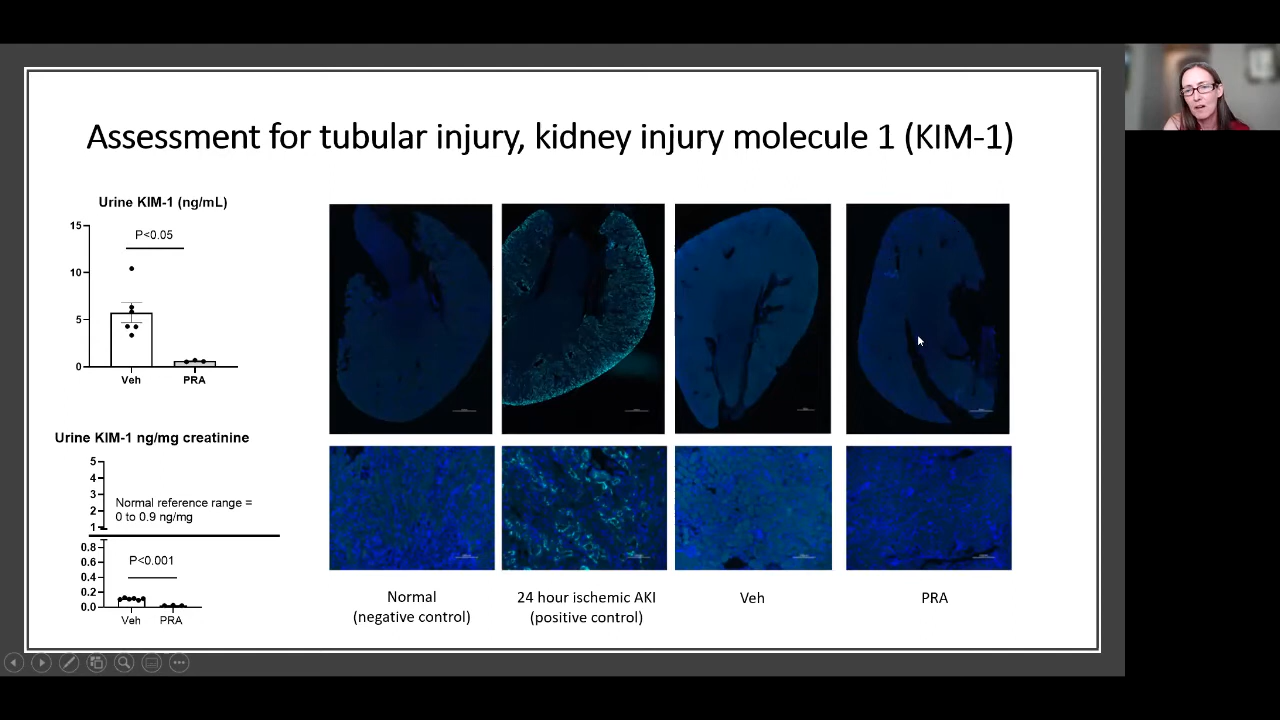 Assessment for tubular injury, kidney injury molecule 1 (KIM-1)
Urine KIM-1 (ng/mL)
15
P<0.05
10
5
0
Veh PRA
Urine KIM-1 ng/mg creatinine
5
4
3
Normal reference range =
2
0 to 0.9 ng/mg
1
0.8
P<0.001
0.6
0.4
0.2
0.0
Veh PRA
Normal
(negative control)
24 hour ischemic AKI
(positive control)
Veh
PRA